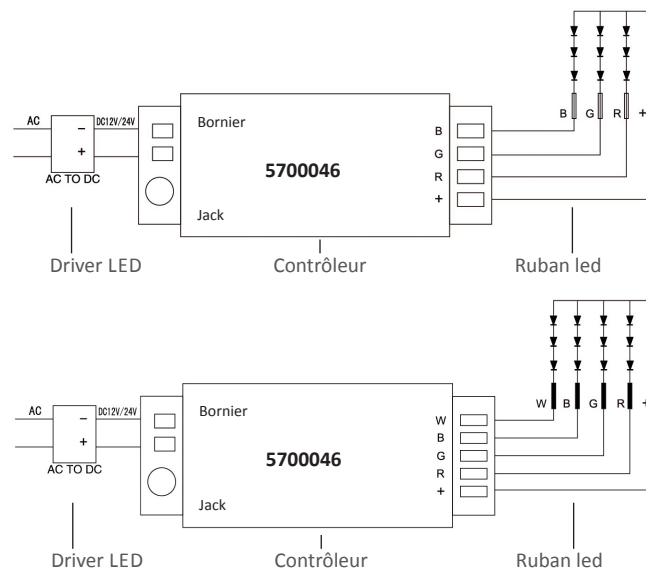 B G R +
AC − DC12V/24V
+
AC TO DC
Bornier
5700046
Jack
B
G
R
+
Driver LED Contrôleur Ruban led
W B G R +
AC − DC12V/24V
+
AC TO DC
Bornier
5700046
Jack
W
B
G
R
+
Driver LED Contrôleur Ruban led